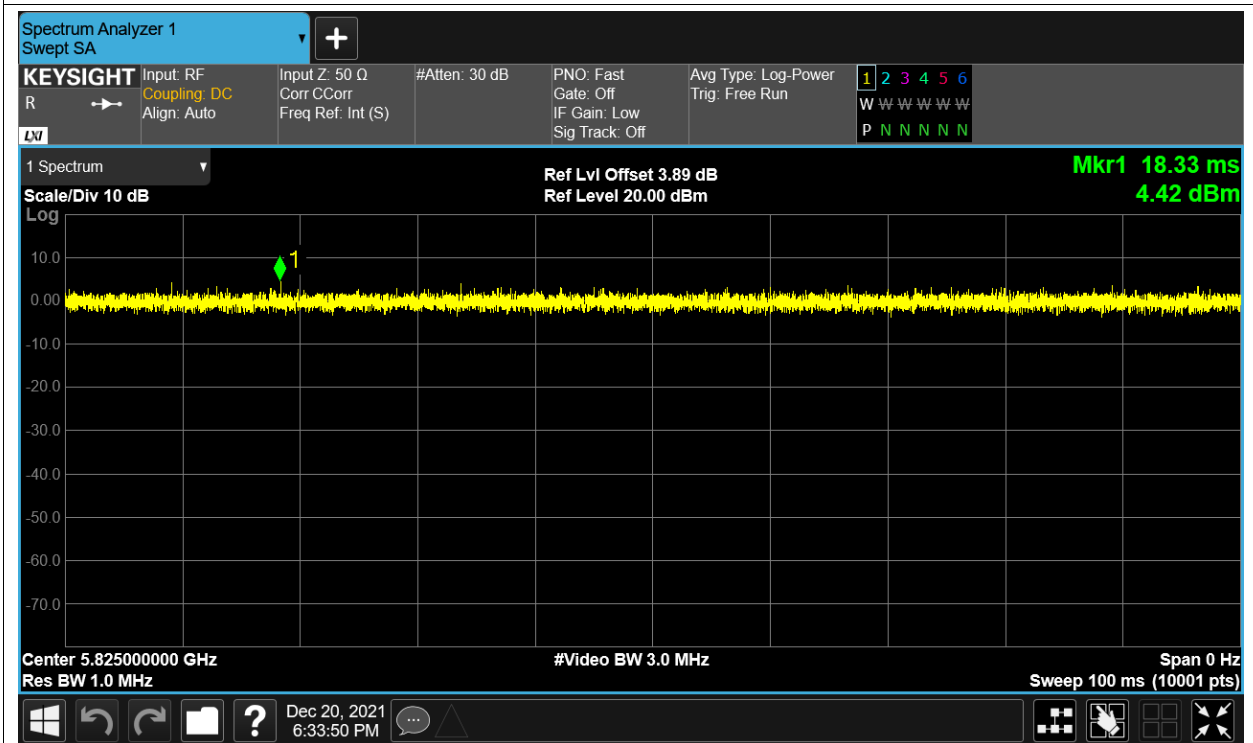 Spectrum Analyzer 1
Swept SA
KEYSIGHT
R
LXI
Input: RF
Coupling: DC
Align: Auto
Input Z: 50 Ω
Corr CCorr
Freq Ref: Int (S)
#Atten: 30 dB
PNO: Fast
Gate: Off
IF Gain: Low
Sig Track: Off
Avg Type: Log-Power
Trig: Free Run
1 2 3 4 5 6
W W W W W W
P N N N N N
1 Spectrum
Scale/Div 10 dB
Ref Lvl Offset 3.89 dB
Ref Level 20.00 dBm
Mkr1 18.33 ms
4.42 dBm
Log
10.0
0.00
-10.0
-20.0
-30.0
-40.0
-50.0
-60.0
-70.0
1
Center 5.825000000 GHz
Res BW 1.0 MHz
#Video BW 3.0 MHz
Span 0 Hz
Sweep 100 ms (10001 pts)
?
Dec 20, 2021
6:33:50 PM